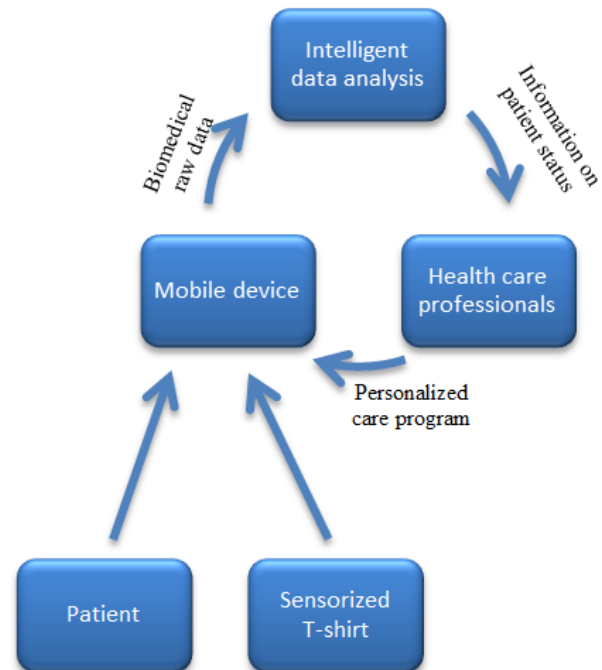 Intelligent
data analysis
Biomedical
raw data
Information on
patient status
Mobile device
Health care
professionals
Personalized
care program
Patient
Sensorized
T-shirt